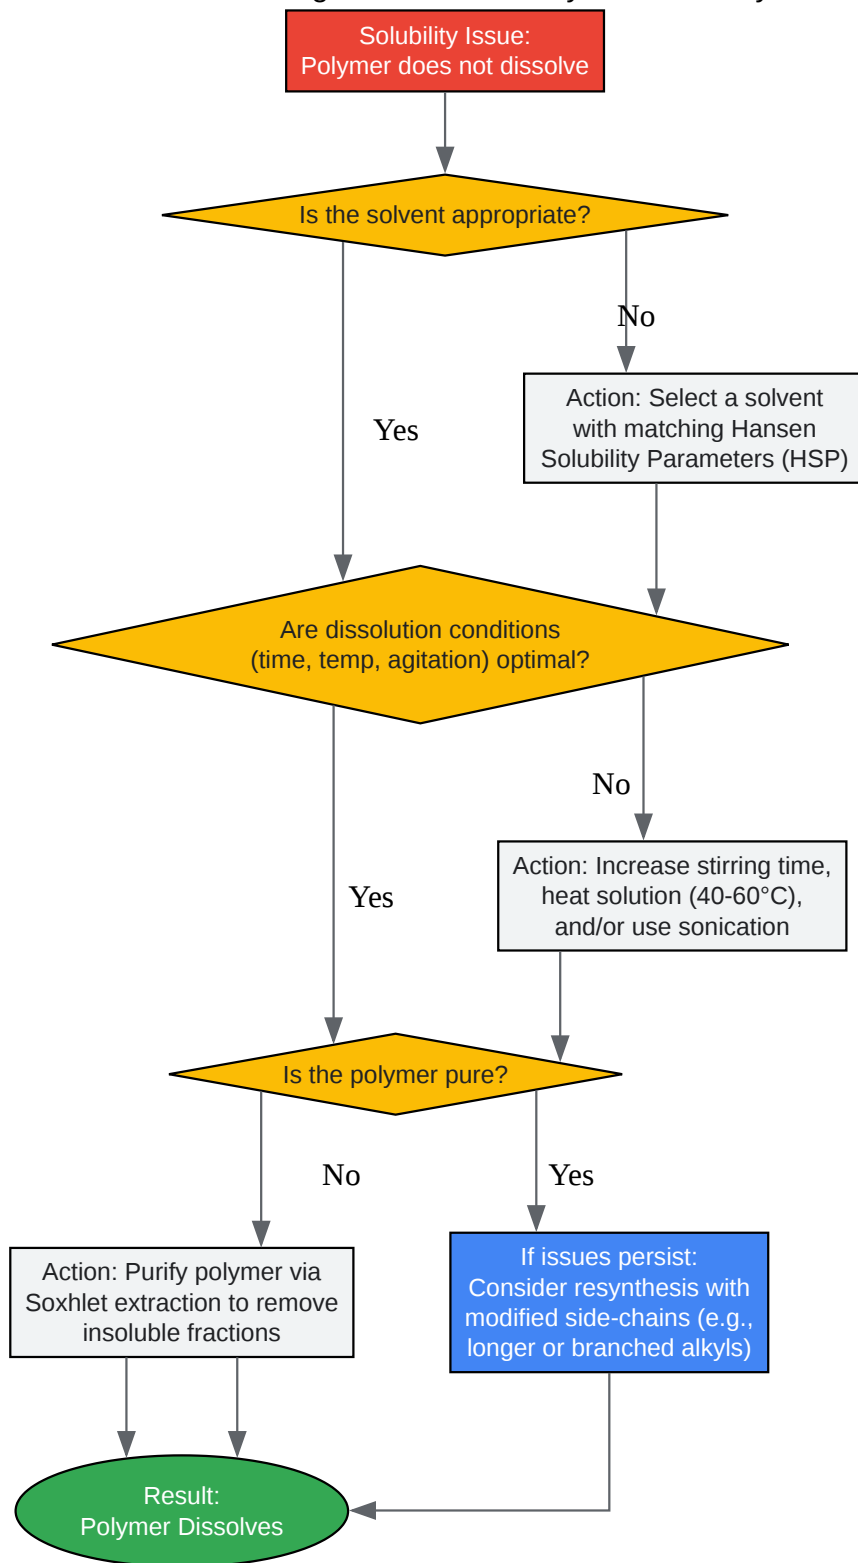 Solubility Issue:
Polymer does not dissolve
Is the solvent appropriate?
No
Action: Select a solvent
with matching Hansen
Solubility Parameters (HSP)
Yes
Are dissolution conditions
(time, temp, agitation) optimal?
No
Action: Increase stirring time,
heat solution (40-60°C),
and/or use sonication
Yes
Is the polymer pure?
No
Yes
Action: Purify polymer via
Soxhlet extraction to remove
insoluble fractions
If issues persist:
Consider resynthesis with
modified side-chains (e.g.,
longer or branched alkyls)
Result:
Polymer Dissolves